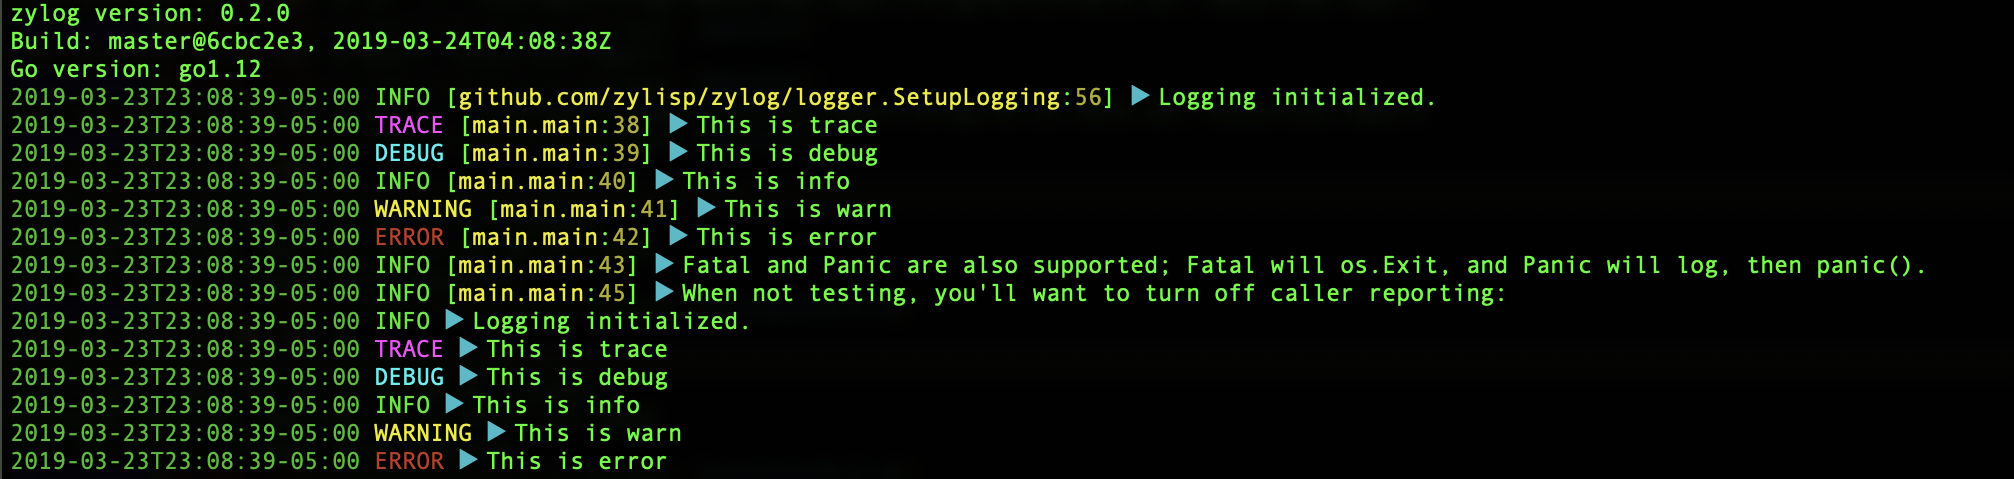 zylog version: 0.2.0
Build: master@6cbc2e3, 2019-03-24T04:08:38Z
Go version: go1.12
2019-03-23T23:08:39-05:00 INFO [github.com/zylisp/zylog/logger.SetupLogging:56] ▶ Logging initialized.
2019-03-23T23:08:39-05:00 TRACE [main.main:38] ▶ This is trace
2019-03-23T23:08:39-05:00 DEBUG [main.main:39] ▶ This is debug
2019-03-23T23:08:39-05:00 INFO [main.main:40] ▶ This is info
2019-03-23T23:08:39-05:00 WARNING [main.main:41] ▶ This is warn
2019-03-23T23:08:39-05:00 ERROR [main.main:42] ▶ This is error
2019-03-23T23:08:39-05:00 INFO [main.main:43] ▶ Fatal and Panic are also supported; Fatal will os.Exit, and Panic will log, then panic().
2019-03-23T23:08:39-05:00 INFO [main.main:45] ▶ When not testing, you'll want to turn off caller reporting:
2019-03-23T23:08:39-05:00 INFO ▶ Logging initialized.
2019-03-23T23:08:39-05:00 TRACE ▶ This is trace
2019-03-23T23:08:39-05:00 DEBUG ▶ This is debug
2019-03-23T23:08:39-05:00 INFO ▶ This is info
2019-03-23T23:08:39-05:00 WARNING ▶ This is warn
2019-03-23T23:08:39-05:00 ERROR ▶ This is error